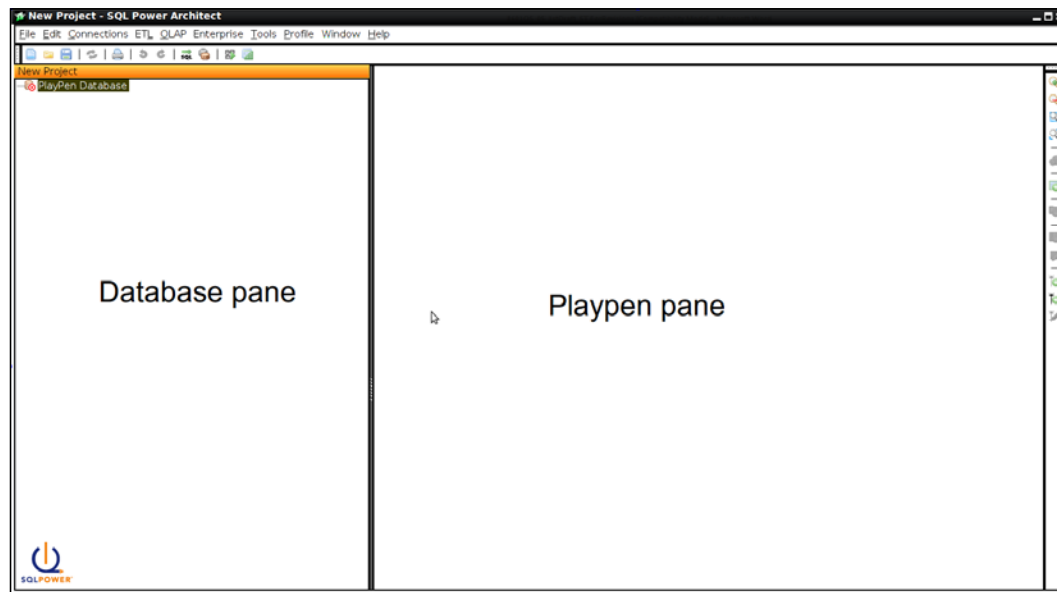 New Project - SQL Power Architect
File Edit Connections ETL OLAP Enterprise Tools Profile Window Help
SQL
New Project
PlayPen Database
Database pane
Playpen pane
SQLPOWER